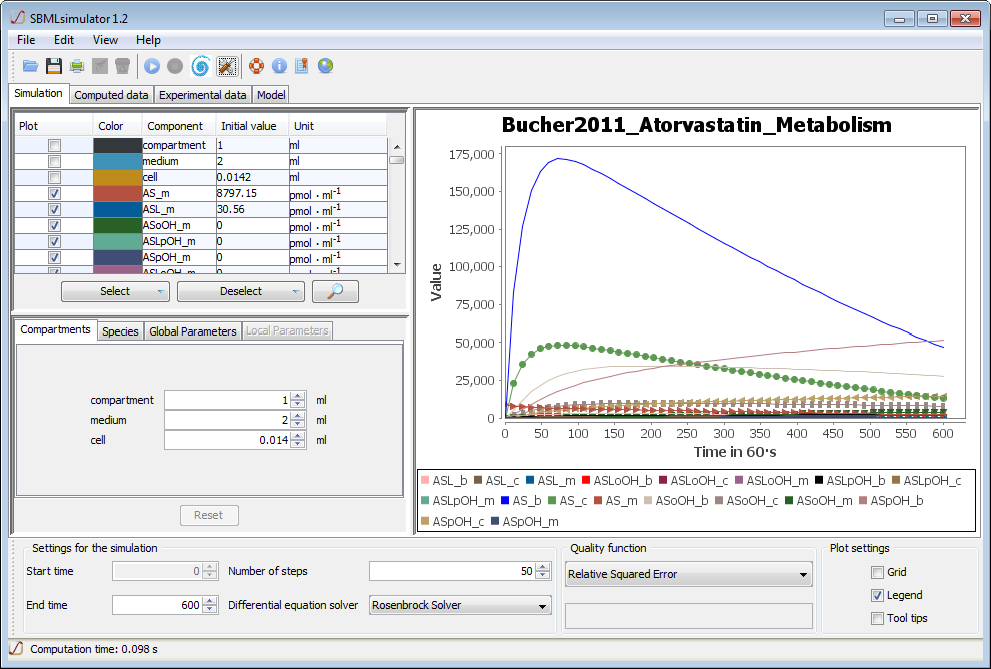 SBMLsimulator 1.2
File Edit View Help
Simulation Computed data Experimental data Model
Plot Color Component Initial value Unit
compartment 1 ml
medium 2 ml
cell 0.0142 ml
AS_m 8797.15 pmol · ml⁻¹
ASL_m 30.56 pmol · ml⁻¹
ASoOH_m 0 pmol · ml⁻¹
ASLpOH_m 0 pmol · ml⁻¹
ASpOH_m 0 pmol · ml⁻¹
ASLoOH_m 0 pmol · ml⁻¹
Select Deselect
Compartments Species Global Parameters Local Parameters
compartment 1 ml
medium 2 ml
cell 0.014 ml
Reset
Bucher2011_Atorvastatin_Metabolism
Value
175,000
150,000
125,000
100,000
75,000
50,000
25,000
0
0 50 100 150 200 250 300 350 400 450 500 550 600
Time in 60·s
ASL_b ASL_c ASL_m ASLoOH_b ASLoOH_c ASLoOH_m ASLpOH_b ASLpOH_c
ASLpOH_m AS_b AS_c AS_m ASoOH_b ASoOH_c ASoOH_m ASpOH_b
ASpOH_c ASpOH_m
Settings for the simulation
Start time 0 Number of steps 50
End time 600 Differential equation solver Rosenbrock Solver
Quality function
Relative Squared Error
Plot settings
Grid
Legend
Tool tips
Computation time: 0.098 s